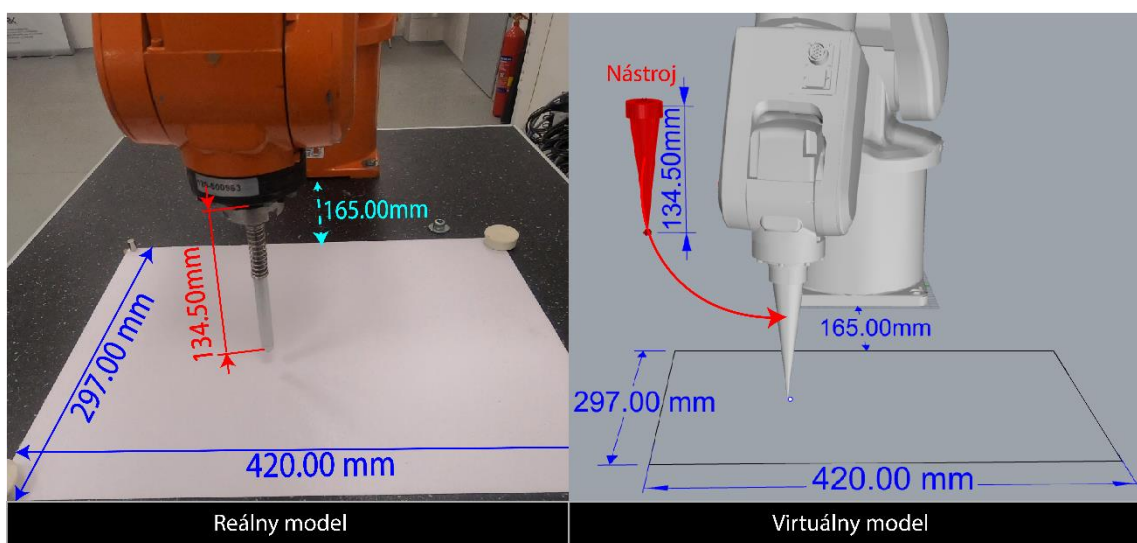 165.00mm
134.50mm
297.00 mm
420.00 mm
Reálny model
Nástroj
134.50mm
165.00mm
297.00 mm
420.00 mm
Virtuálny model